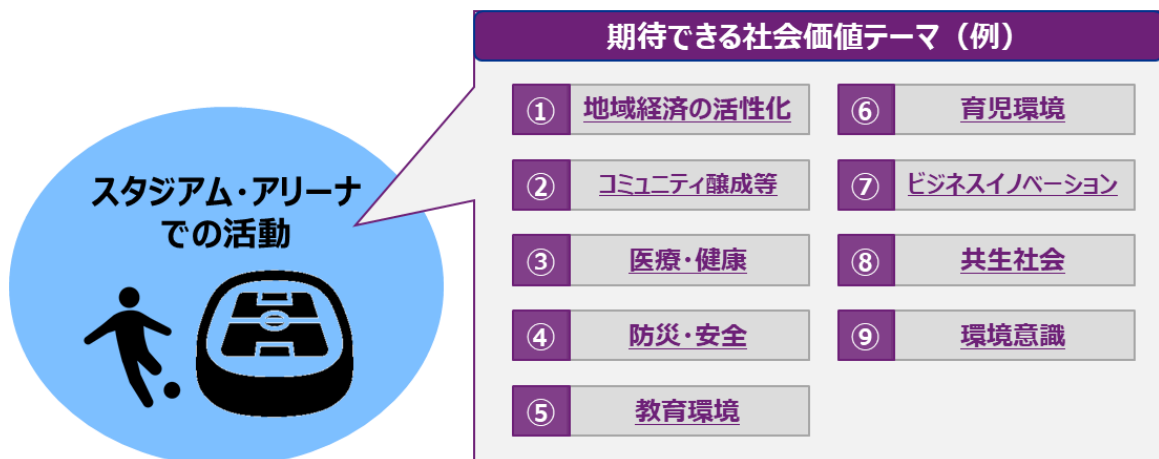 期待できる社会価値テーマ（例）
スタジアム・アリーナ
での活動
① 地域経済の活性化
② コミュニティ醸成等
③ 医療・健康
④ 防災・安全
⑤ 教育環境
⑥ 育児環境
⑦ ビジネスイノベーション
⑧ 共生社会
⑨ 環境意識